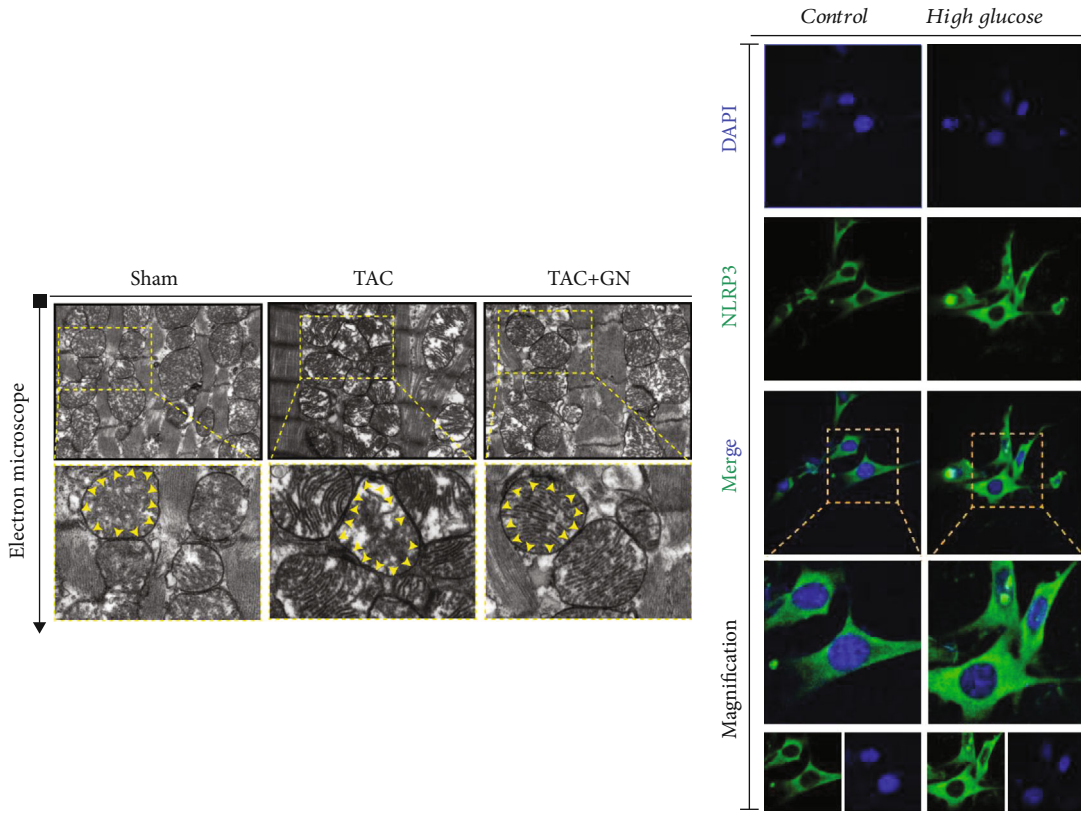 Sham TAC TAC+GN
Electron microscope
Control High glucose
DAPI
NLRP3
Merge
Magnification